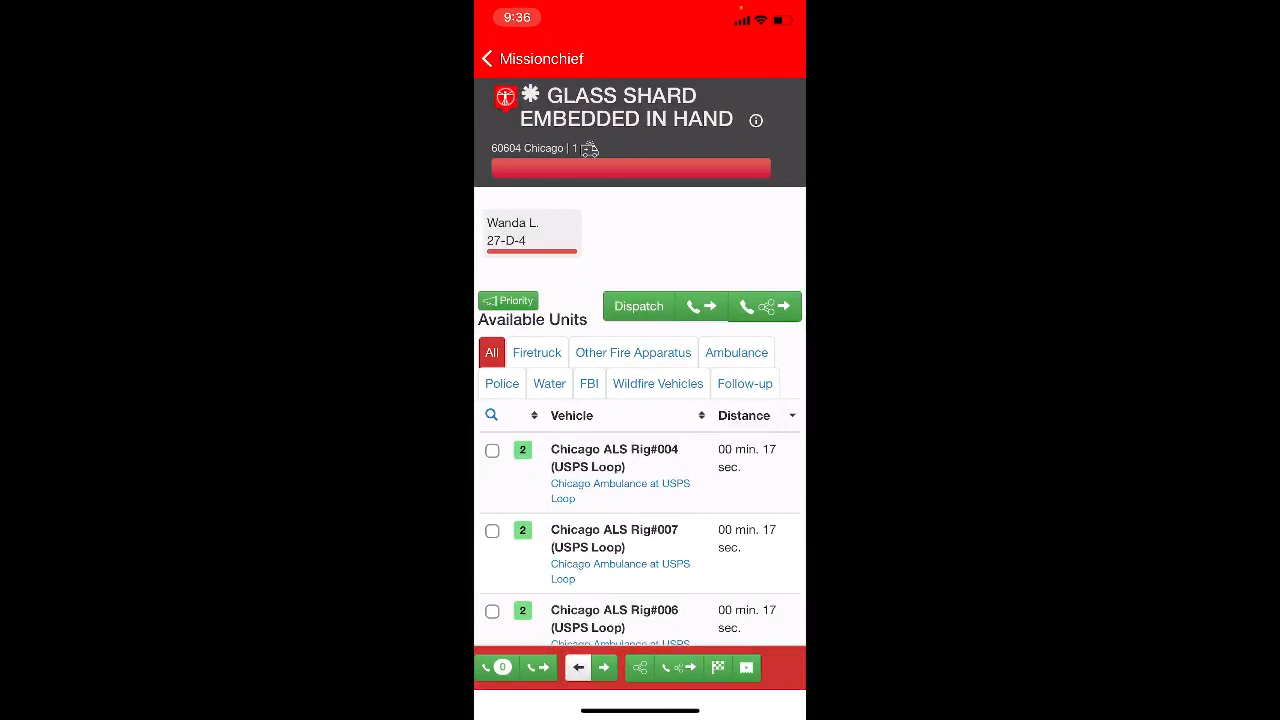 9:36
Missionchief
GLASS SHARD
EMBEDDED IN HAND
60604 Chicago | 1
Wanda L.
27-D-4
Priority
Dispatch
Available Units
All
Firetruck
Other Fire Apparatus
Ambulance
Police
Water
FBI
Wildfire Vehicles
Follow-up
Vehicle
Distance
2
Chicago ALS Rig#004
(USPS Loop)
Chicago Ambulance at USPS
Loop
00 min. 17
sec.
2
Chicago ALS Rig#007
(USPS Loop)
Chicago Ambulance at USPS
Loop
00 min. 17
sec.
2
Chicago ALS Rig#006
(USPS Loop)
Chicago Ambulance at USPS
00 min. 17
sec.
0